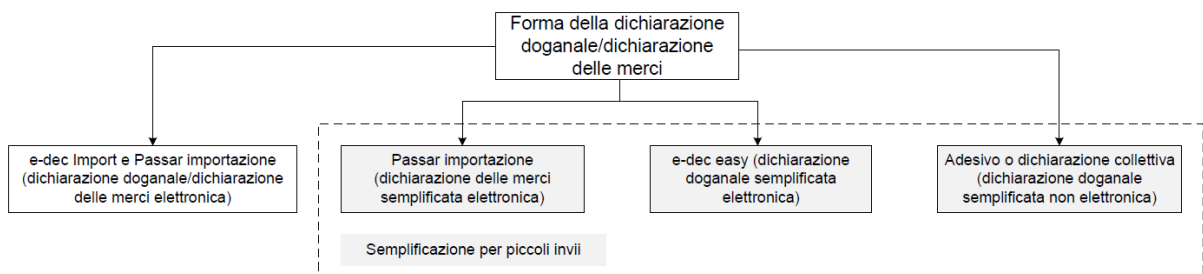 Forma della dichiarazione
doganale/dichiarazione
delle merci
e-dec Import e Passar importazione
(dichiarazione doganale/dichiarazione
delle merci elettronica)
Passar importazione
(dichiarazione delle merci
semplificata elettronica)
e-dec easy (dichiarazione
doganale semplificata
elettronica)
Adesivo o dichiarazione collettiva
(dichiarazione doganale
semplificata non elettronica)
Semplificazione per piccoli invii